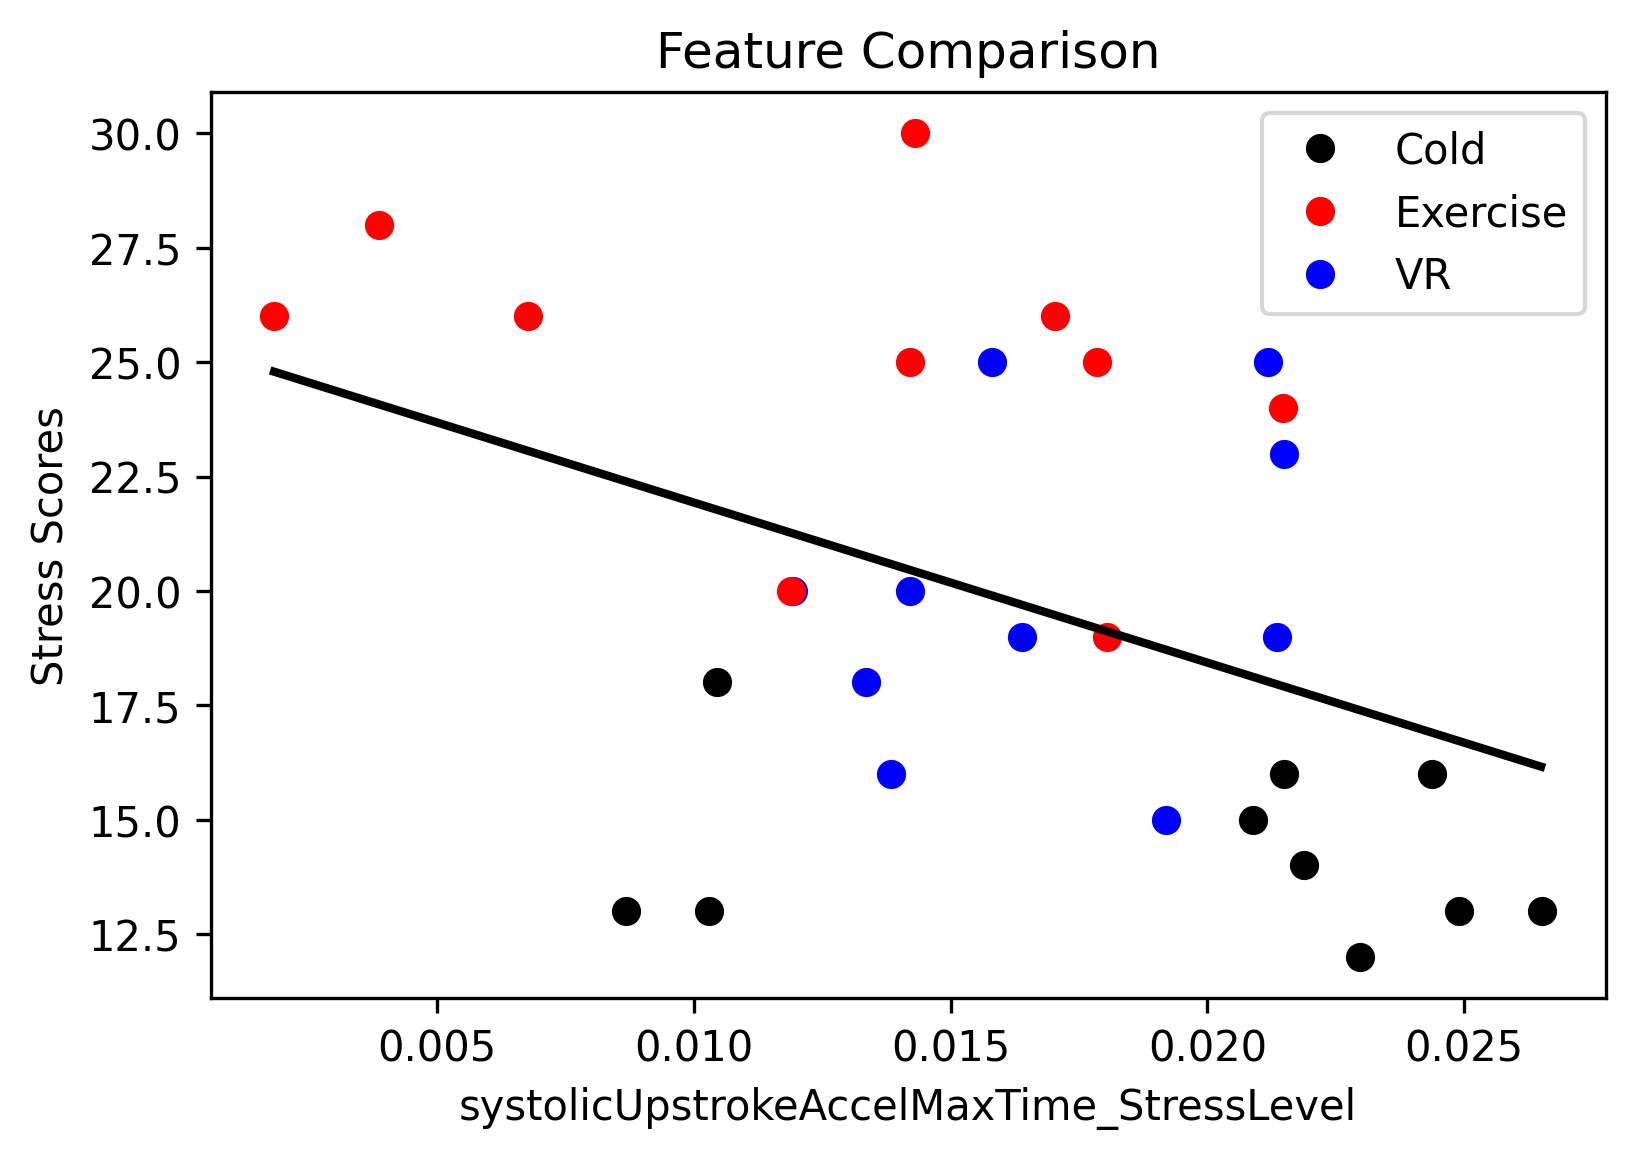 Feature Comparison
30.0
27.5
25.0
22.5
20.0
17.5
15.0
12.5
Stress Scores
Cold
Exercise
VR
0.005 0.010 0.015 0.020 0.025
systolicUpstrokeAccelMaxTime_StressLevel